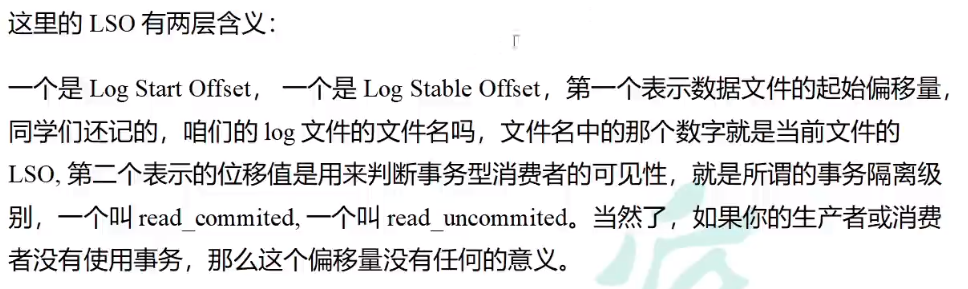 这里的 LSO 有两层含义：
一个是 Log Start Offset， 一个是 Log Stable Offset，第一个表示数据文件的起始偏移量，
同学们还记的，咱们的 log 文件的文件名吗，文件名中的那个数字就是当前文件的
LSO, 第二个表示的位移值是用来判断事务型消费者的可见性，就是所谓的事务隔离级
别，一个叫 read_commited, 一个叫 read_uncommited。当然了，如果你的生产者或消费
者没有使用事务，那么这个偏移量没有任何的意义。